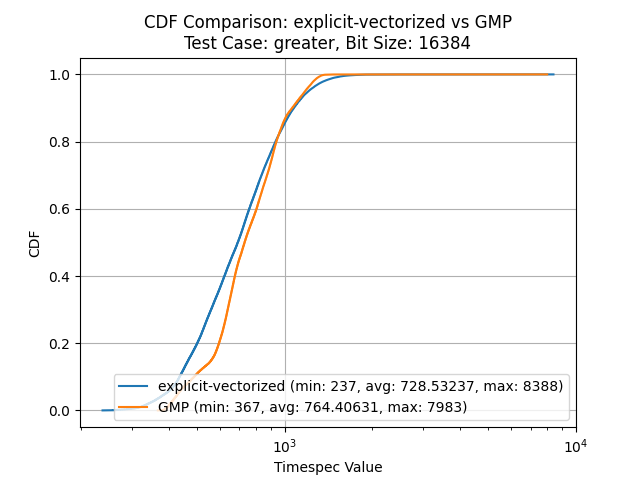 CDF Comparison: explicit-vectorized vs GMP
Test Case: greater, Bit Size: 16384
CDF
1.0
0.8
0.6
0.4
0.2
0.0
explicit-vectorized (min: 237, avg: 728.53237, max: 8388)
GMP (min: 367, avg: 764.40631, max: 7983)
10³
10⁴
Timespec Value